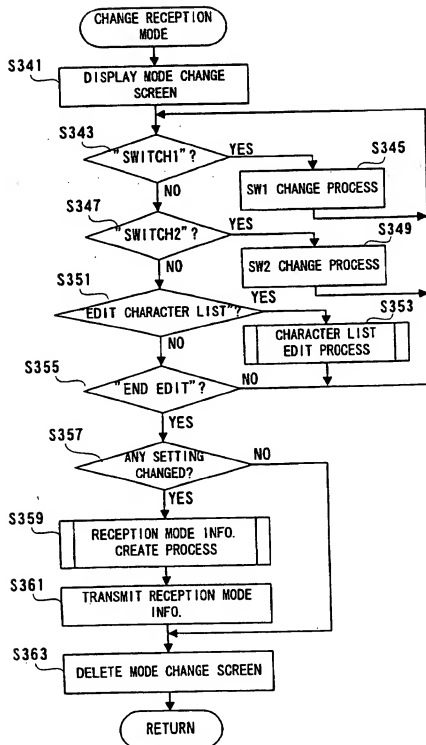 CHANGE RECEPTION
MODE
S341
DISPLAY MODE CHANGE
SCREEN
S343
"SWITCH1"?
YES
S345
SW1 CHANGE PROCESS
NO
S347
"SWITCH2"?
YES
S349
SW2 CHANGE PROCESS
NO
S351
"EDIT CHARACTER LIST"?
YES
S353
CHARACTER LIST
EDIT PROCESS
NO
S355
"END EDIT"?
NO
YES
S357
ANY SETTING
CHANGED?
NO
YES
S359
RECEPTION MODE INFO.
CREATE PROCESS
S361
TRANSMIT RECEPTION MODE
INFO.
S363
DELETE MODE CHANGE SCREEN
RETURN